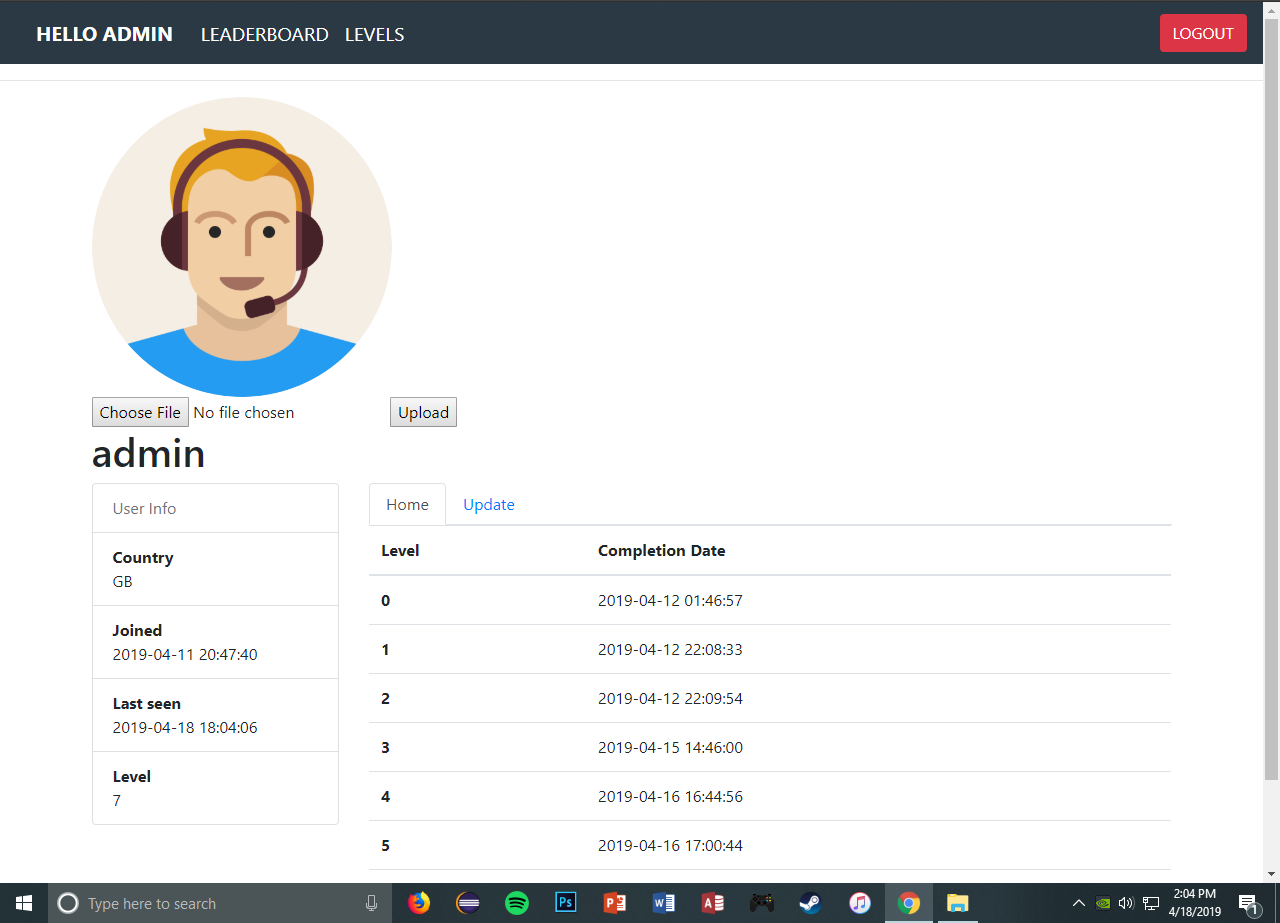 HELLO ADMIN LEADERBOARD LEVELS LOGOUT
Choose File No file chosen Upload
admin
User Info
Country
GB
Joined
2019-04-11 20:47:40
Last seen
2019-04-18 18:04:06
Level
7
Home Update
Level Completion Date
0 2019-04-12 01:46:57
1 2019-04-12 22:08:33
2 2019-04-12 22:09:54
3 2019-04-15 14:46:00
4 2019-04-16 16:44:56
5 2019-04-16 17:00:44
Type here to search
Ps
P
W
A
2:04 PM
4/18/2019
1